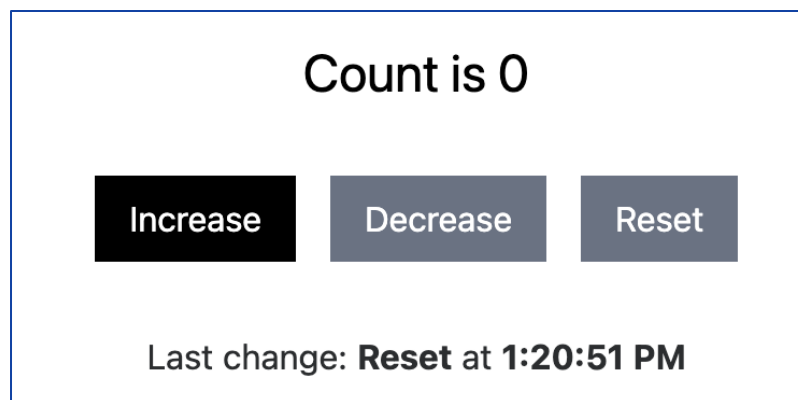 Count is 0
Increase Decrease Reset
Last change: Reset at 1:20:51 PM